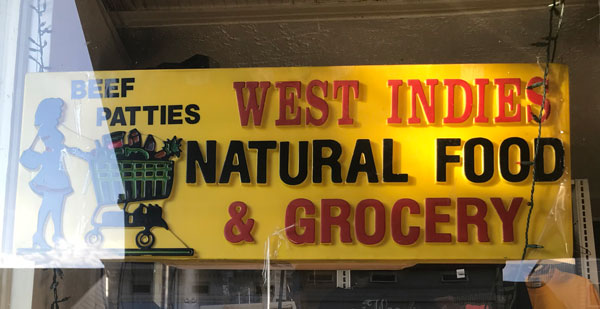 BEEF
PATTIES
WEST INDIES
NATURAL FOOD
& GROCERY